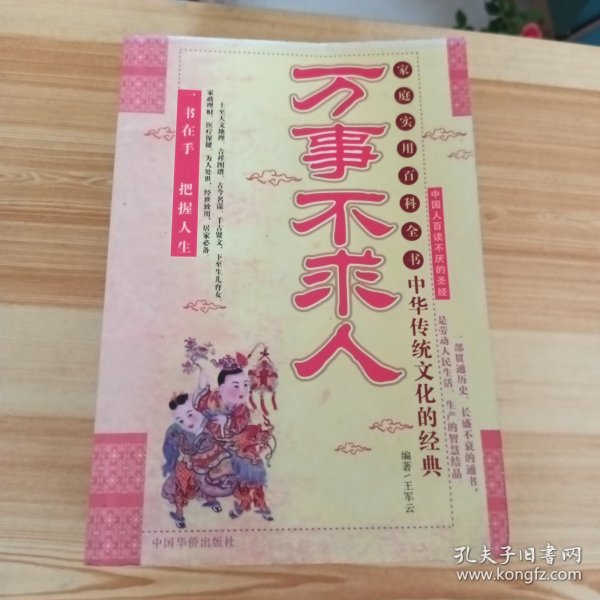 家庭实用百科全书
万事不求人
中华传统文化的经典
中国人百读不厌的圣经
一部贯通历史、长盛不衰的通书，
是劳动人民生活、生产的智慧结晶
编著/王军云
上至天文地理、吉祥图谱、古今名谋、千古贤文，下至生儿育女、
家政理财、医疗保健、为人处世、经世致用，居家必备
一书在手 把握人生
中国华侨出版社
孔夫子旧书网
www.kongfz.com